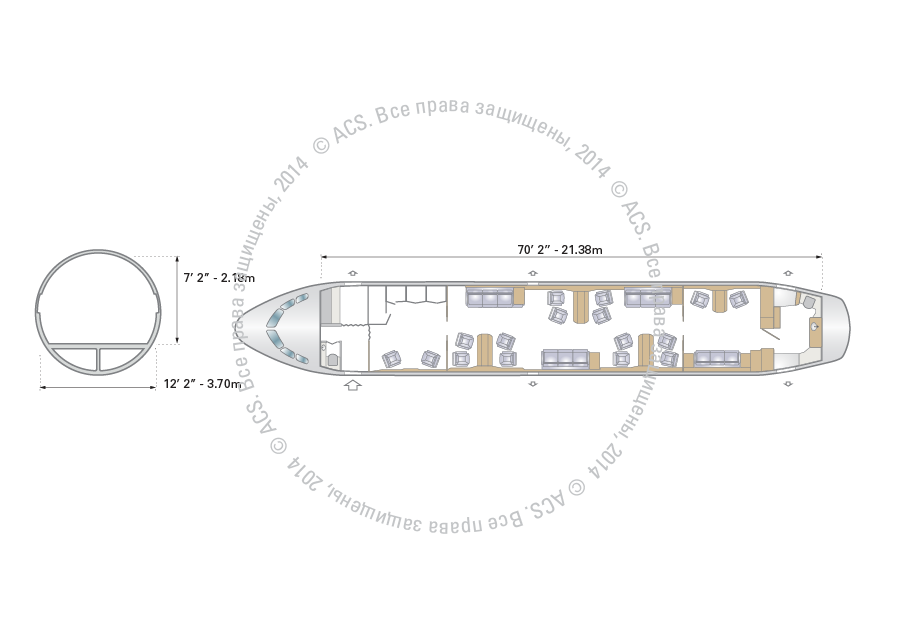 © ACS. Все права защищены, 2014 © ACS. Все права защищены, 2014 © ACS. Все права защищены, 2014 © ACS. Все права защищены, 2014
70' 2" - 21.38m
7' 2" - 2.18m
12' 2" - 3.70m